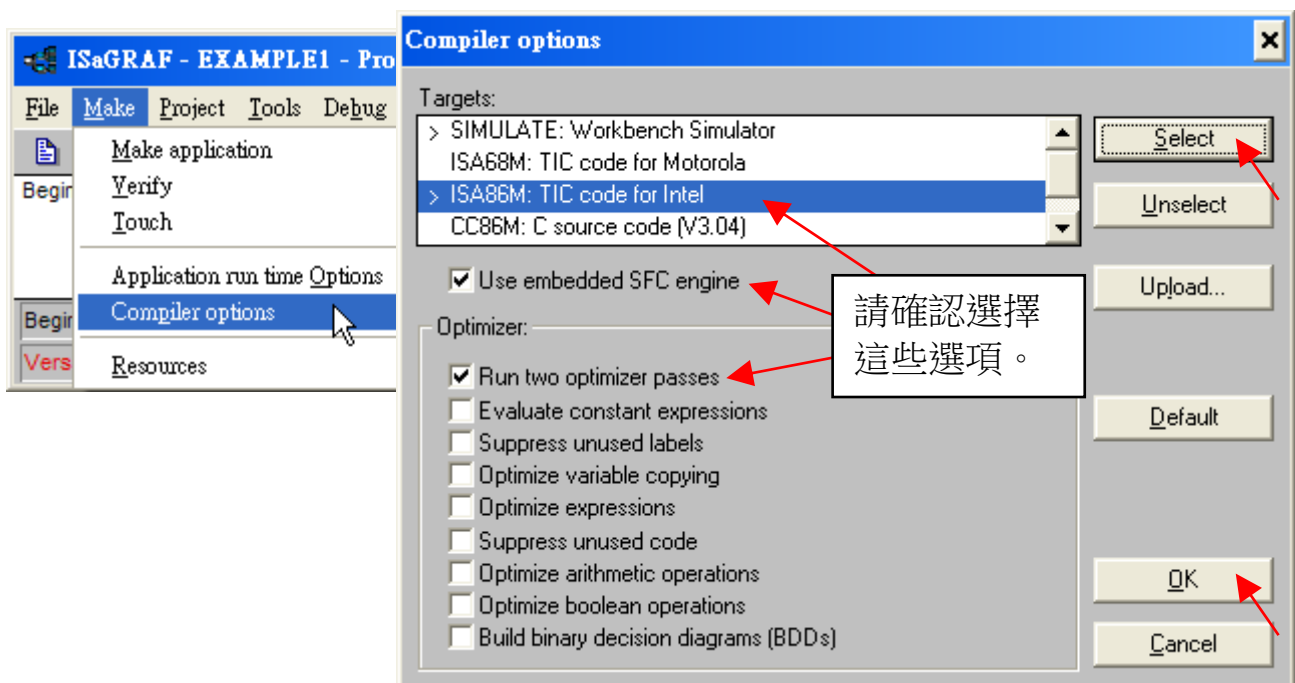 ISaGRAF - EXAMPLE1 - Pro
File Make Project Tools Debug
Make application
Begin
Verify
Touch
Application run time Options
Begin
Compiler options
Vers
Resources
Compiler options
Targets:
> SIMULATE: Workbench Simulator
ISA68M: TIC code for Motorola
> ISA86M: TIC code for Intel
CC86M: C source code (V3.04)
Select
Unselect
Upload...
Use embedded SFC engine
請確認選擇
這些選項。
Optimizer:
Run two optimizer passes
Evaluate constant expressions
Suppress unused labels
Optimize variable copying
Optimize expressions
Suppress unused code
Optimize arithmetic operations
Optimize boolean operations
Build binary decision diagrams (BDDs)
Default
OK
Cancel